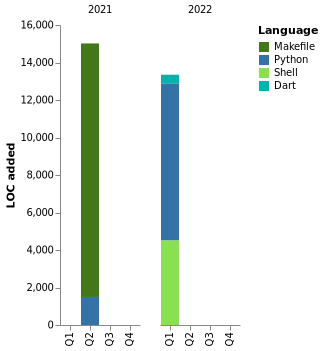 2021
2022
LOC added
16,000
14,000
12,000
10,000
8,000
6,000
4,000
2,000
0
Q1
Q2
Q3
Q4
Q1
Q2
Q3
Q4
Language
Makefile
Python
Shell
Dart